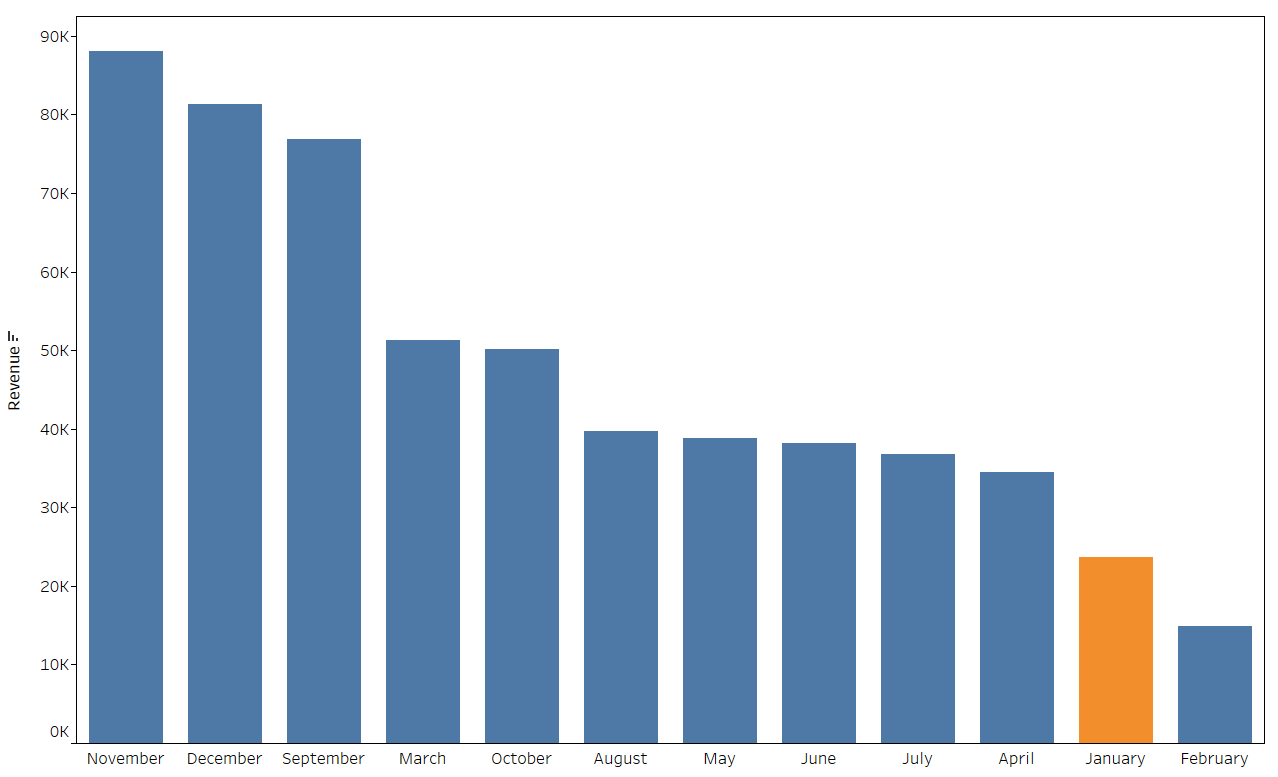 90K
80K
70K
60K
50K
40K
30K
20K
10K
0K
Revenue
November December September March October August May June July April January February